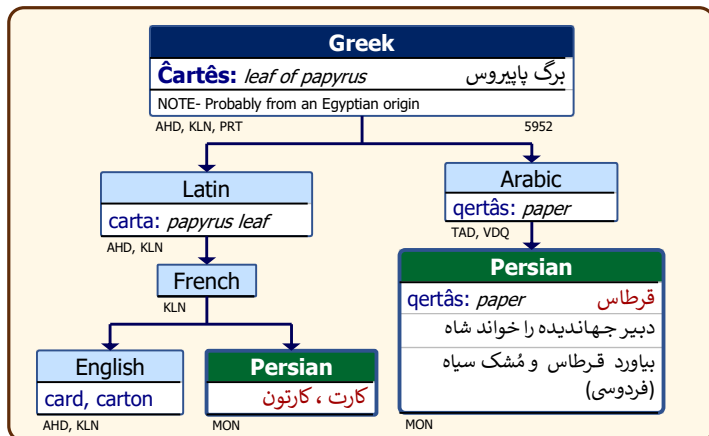 Greek
Ĉartês: leaf of papyrus برگ پاپیروس
NOTE- Probably from an Egyptian origin
AHD, KLN, PRT 5952
Latin
carta: papyrus leaf
AHD, KLN
Arabic
qertâs: paper
TAD, VDQ
French
KLN
Persian
qertâs: paper قرطاس
دبیر جهاندیده را خواند شاه
بیاورد قرطاس و مُشک سیاه
(فردوسی)
MON
English
card, carton
AHD, KLN
Persian
کارت ، کارتون
MON